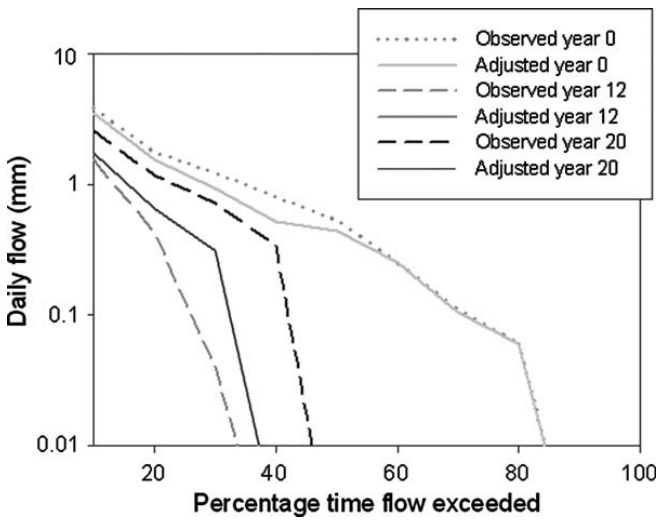 Observed year 0
Adjusted year 0
Observed year 12
Adjusted year 12
Observed year 20
Adjusted year 20
10
1
0.1
0.01
Daily flow (mm)
20 40 60 80 100
Percentage time flow exceeded